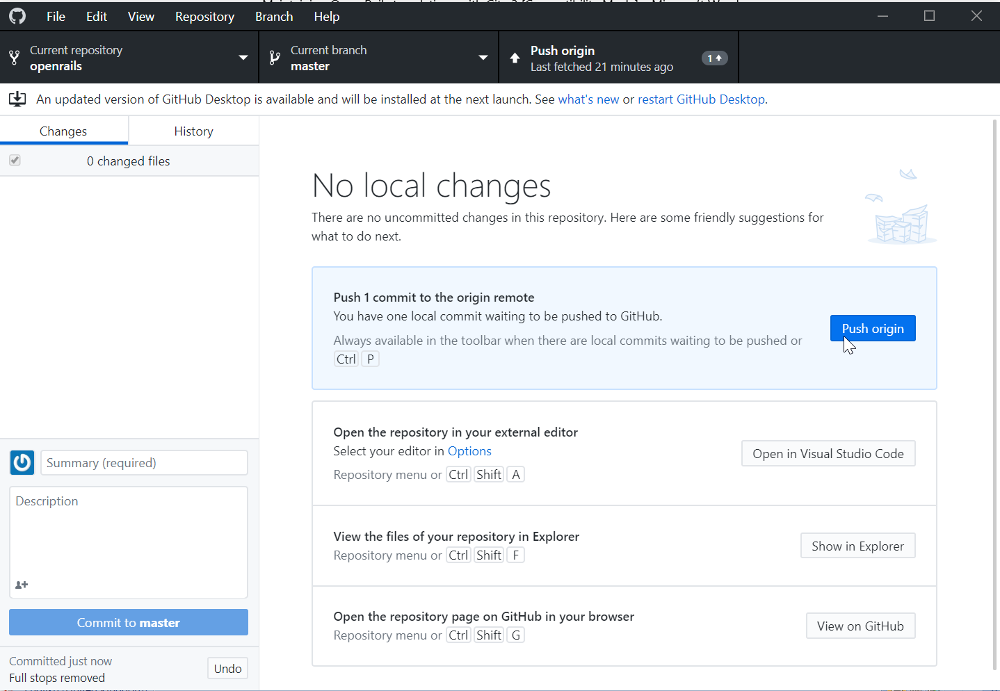 File Edit View Repository Branch Help
Current repository
openrails
Current branch
master
Push origin
Last fetched 21 minutes ago
1
An updated version of GitHub Desktop is available and will be installed at the next launch. See what's new or restart GitHub Desktop.
Changes
History
0 changed files
No local changes
There are no uncommitted changes in this repository. Here are some friendly suggestions for
what to do next.
Push 1 commit to the origin remote
You have one local commit waiting to be pushed to GitHub.
Always available in the toolbar when there are local commits waiting to be pushed or
Ctrl P
Push origin
Open the repository in your external editor
Select your editor in Options
Repository menu or Ctrl Shift A
Open in Visual Studio Code
View the files of your repository in Explorer
Repository menu or Ctrl Shift F
Show in Explorer
Open the repository page on GitHub in your browser
Repository menu or Ctrl Shift G
View on GitHub
Summary (required)
Description
Commit to master
Committed just now
Full stops removed
Undo